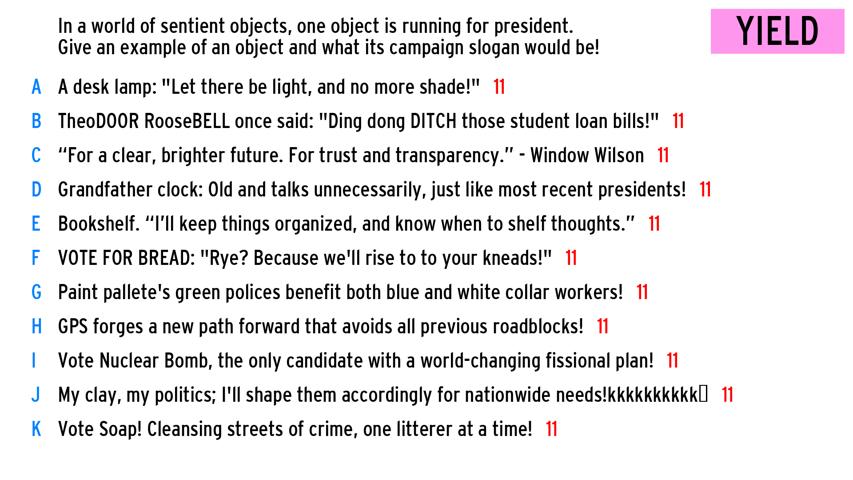 In a world of sentient objects, one object is running for president.
Give an example of an object and what its campaign slogan would be!
YIELD
A A desk lamp: "Let there be light, and no more shade!" 11
B TheoDOOR RooseBELL once said: "Ding dong DITCH those student loan bills!" 11
C “For a clear, brighter future. For trust and transparency.” - Window Wilson 11
D Grandfather clock: Old and talks unnecessarily, just like most recent presidents! 11
E Bookshelf. “I’ll keep things organized, and know when to shelf thoughts.” 11
F VOTE FOR BREAD: "Rye? Because we'll rise to to your kneads!" 11
G Paint pallete's green polices benefit both blue and white collar workers! 11
H GPS forges a new path forward that avoids all previous roadblocks! 11
I Vote Nuclear Bomb, the only candidate with a world-changing fissional plan! 11
J My clay, my politics; I'll shape them accordingly for nationwide needs!kkkkkkkkkk▯ 11
K Vote Soap! Cleansing streets of crime, one litterer at a time! 11